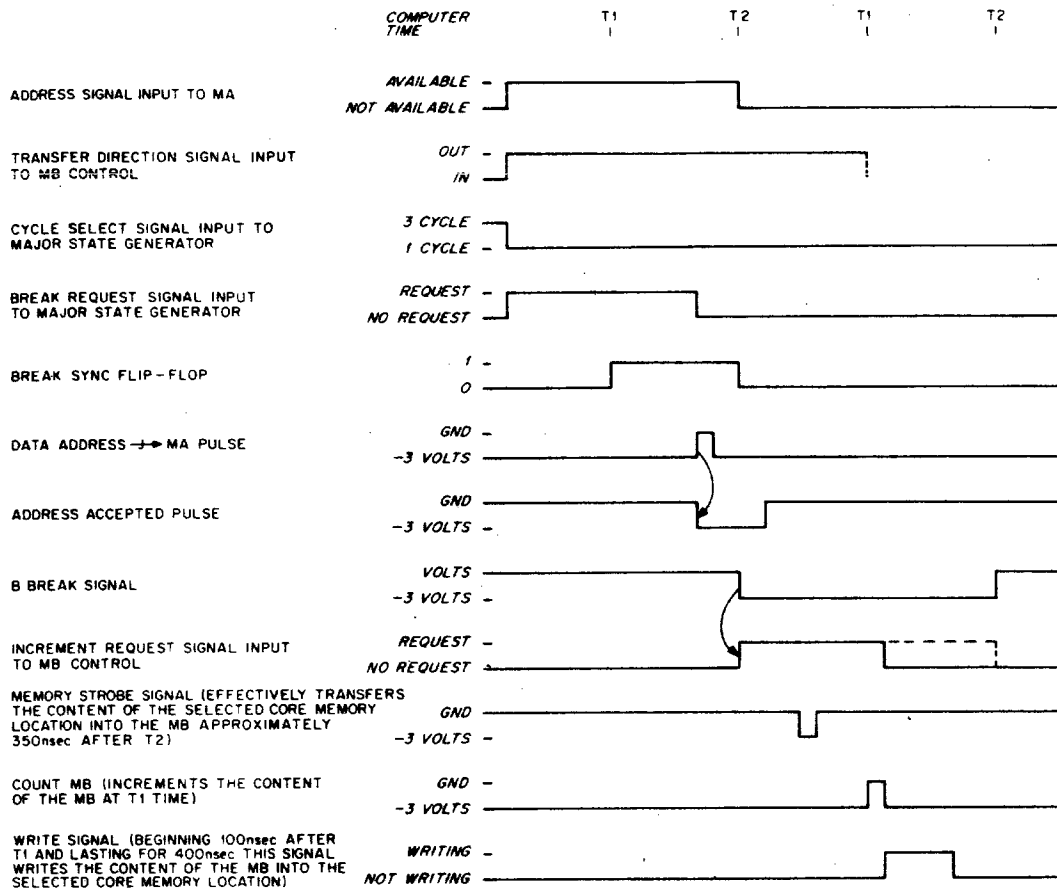 COMPUTER TIME T1 T2 T1 T2
ADDRESS SIGNAL INPUT TO MA
AVAILABLE
NOT AVAILABLE
TRANSFER DIRECTION SIGNAL INPUT
TO MB CONTROL
OUT
IN
CYCLE SELECT SIGNAL INPUT TO
MAJOR STATE GENERATOR
3 CYCLE
1 CYCLE
BREAK REQUEST SIGNAL INPUT
TO MAJOR STATE GENERATOR
REQUEST
NO REQUEST
BREAK SYNC FLIP-FLOP
1
0
DATA ADDRESS → MA PULSE
GND
-3 VOLTS
ADDRESS ACCEPTED PULSE
GND
-3 VOLTS
B BREAK SIGNAL
VOLTS
-3 VOLTS
INCREMENT REQUEST SIGNAL INPUT
TO MB CONTROL
REQUEST
NO REQUEST
MEMORY STROBE SIGNAL (EFFECTIVELY TRANSFERS
THE CONTENT OF THE SELECTED CORE MEMORY
LOCATION INTO THE MB APPROXIMATELY
350nsec AFTER T2)
GND
-3 VOLTS
COUNT MB (INCREMENTS THE CONTENT
OF THE MB AT T1 TIME)
GND
-3 VOLTS
WRITE SIGNAL (BEGINNING 100nsec AFTER
T1 AND LASTING FOR 400nsec THIS SIGNAL
WRITES THE CONTENT OF THE MB INTO THE
SELECTED CORE MEMORY LOCATION)
WRITING
NOT WRITING